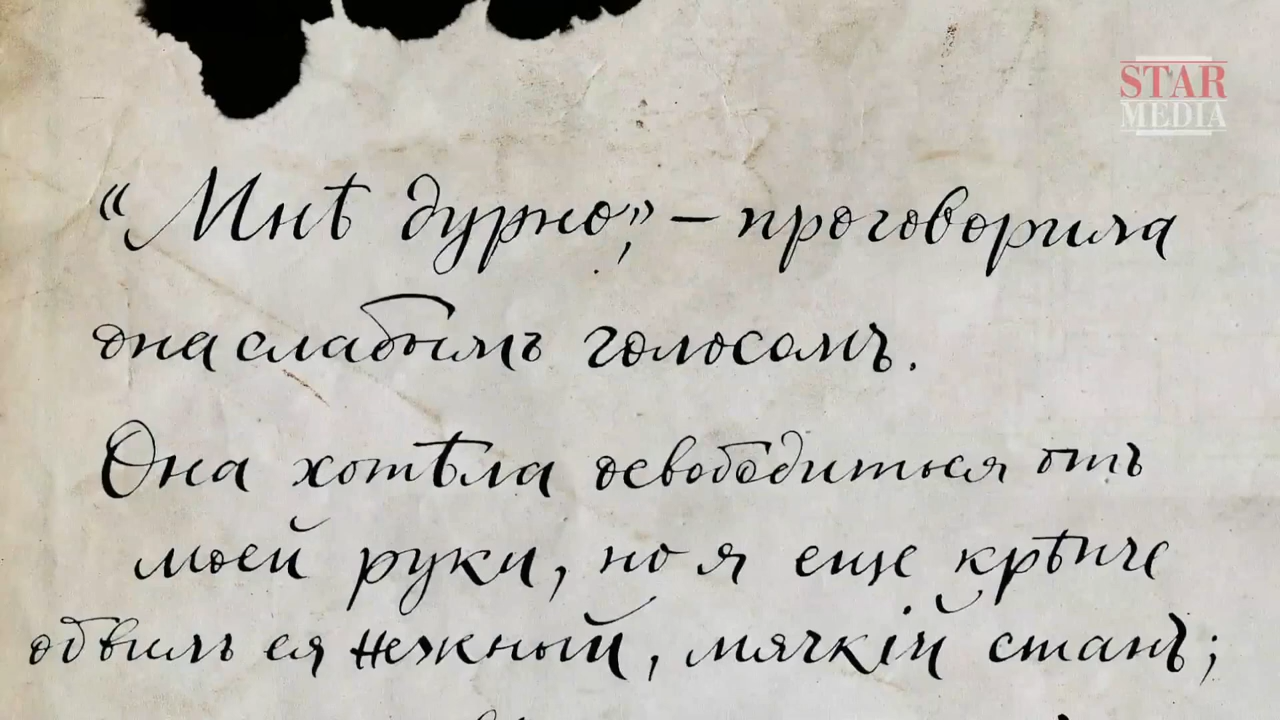 STAR
MEDIA
“Мнѣ дурно”, – проговорила
она слабымъ голосомъ.
Она хотѣла освободиться отъ
моей руки, но я еще крѣпче
обвилъ ея нежный, мягкій станъ;